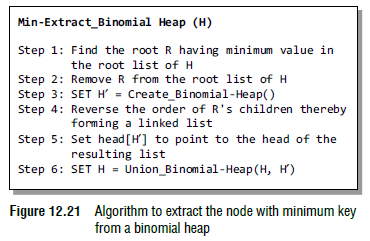 Min-Extract_Binomial Heap (H)
Step 1: Find the root R having minimum value in
the root list of H
Step 2: Remove R from the root list of H
Step 3: SET H′ = Create_Binomial-Heap()
Step 4: Reverse the order of R's children thereby
forming a linked list
Step 5: Set head[H′] to point to the head of the
resulting list
Step 6: SET H = Union_Binomial-Heap(H, H′)
Figure 12.21 Algorithm to extract the node with minimum key
from a binomial heap